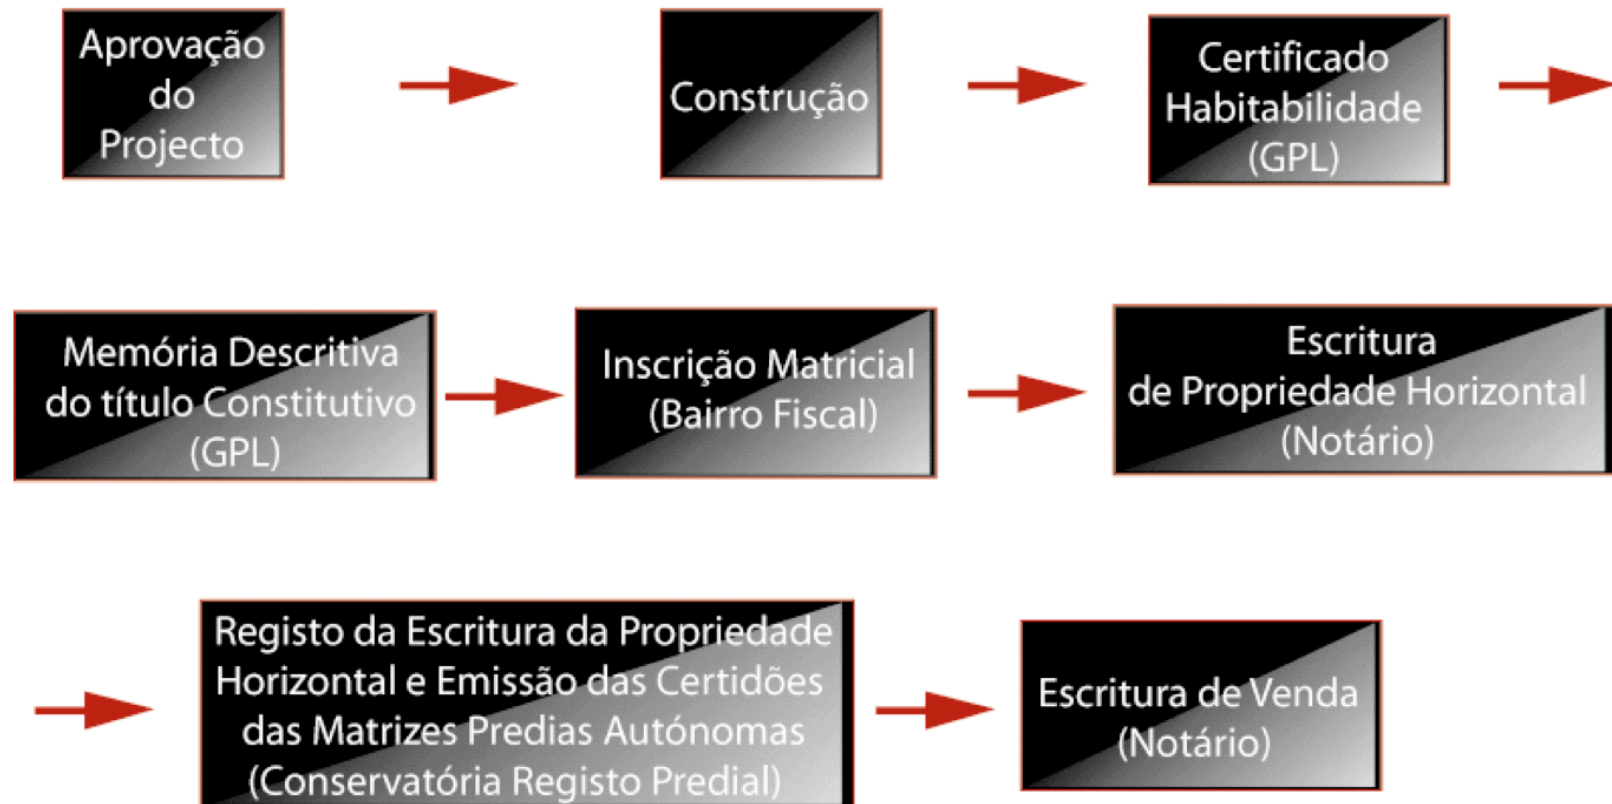 Aprovação
do
Projecto
Construção
Certificado
Habitabilidade
(GPL)
Memória Descritiva
do título Constitutivo
(GPL)
Inscrição Matricial
(Bairro Fiscal)
Escritura
de Propriedade Horizontal
(Notário)
Registo da Escritura da Propriedade
Horizontal e Emissão das Certidões
das Matrizes Predias Autónomas
(Conservatória Registo Predial)
Escritura de Venda
(Notário)